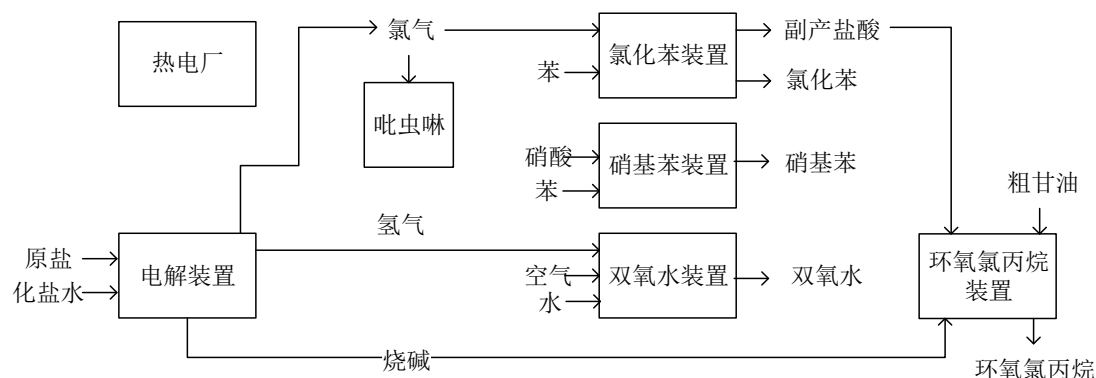 氯气
副产盐酸
热电厂
氯化苯装置
苯
氯化苯
吡虫啉
硝酸
硝基苯装置
硝基苯
苯
粗甘油
氢气
原盐
电解装置
空气
双氧水装置
双氧水
环氧氯丙烷
装置
化盐水
水
烧碱
环氧氯丙烷